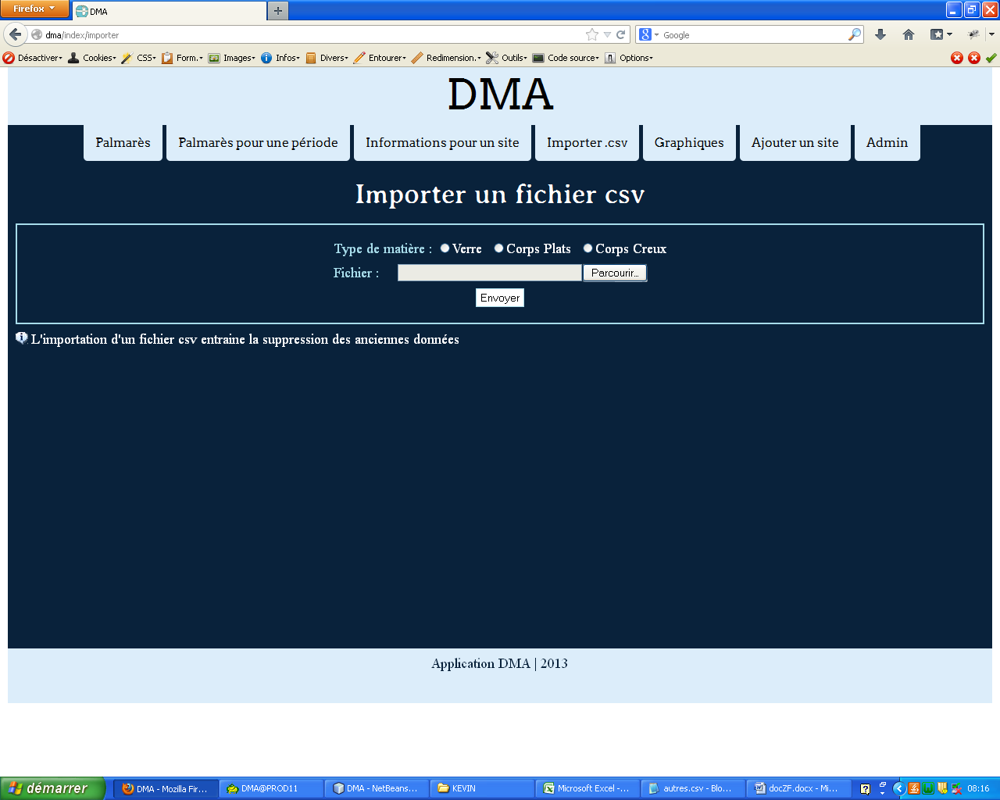 Firefox
DMA
dma/index/importer
Google
Désactiver Cookies CSS Form. Images Infos Divers Entourer Redimension. Outils Code source Options
DMA
Palmarès Palmarès pour une période Informations pour un site Importer .csv Graphiques Ajouter un site Admin
Importer un fichier csv
Type de matière : Verre Corps Plats Corps Creux
Fichier : Parcourir...
Envoyer
L'importation d'un fichier csv entraine la suppression des anciennes données
Application DMA | 2013
démarrer DMA - Mozilla Fir... DMA@PROD11 DMA - NetBeans... KEVIN Microsoft Excel -... autres.csv - Blo... docZF.docx - Mi... 08:16